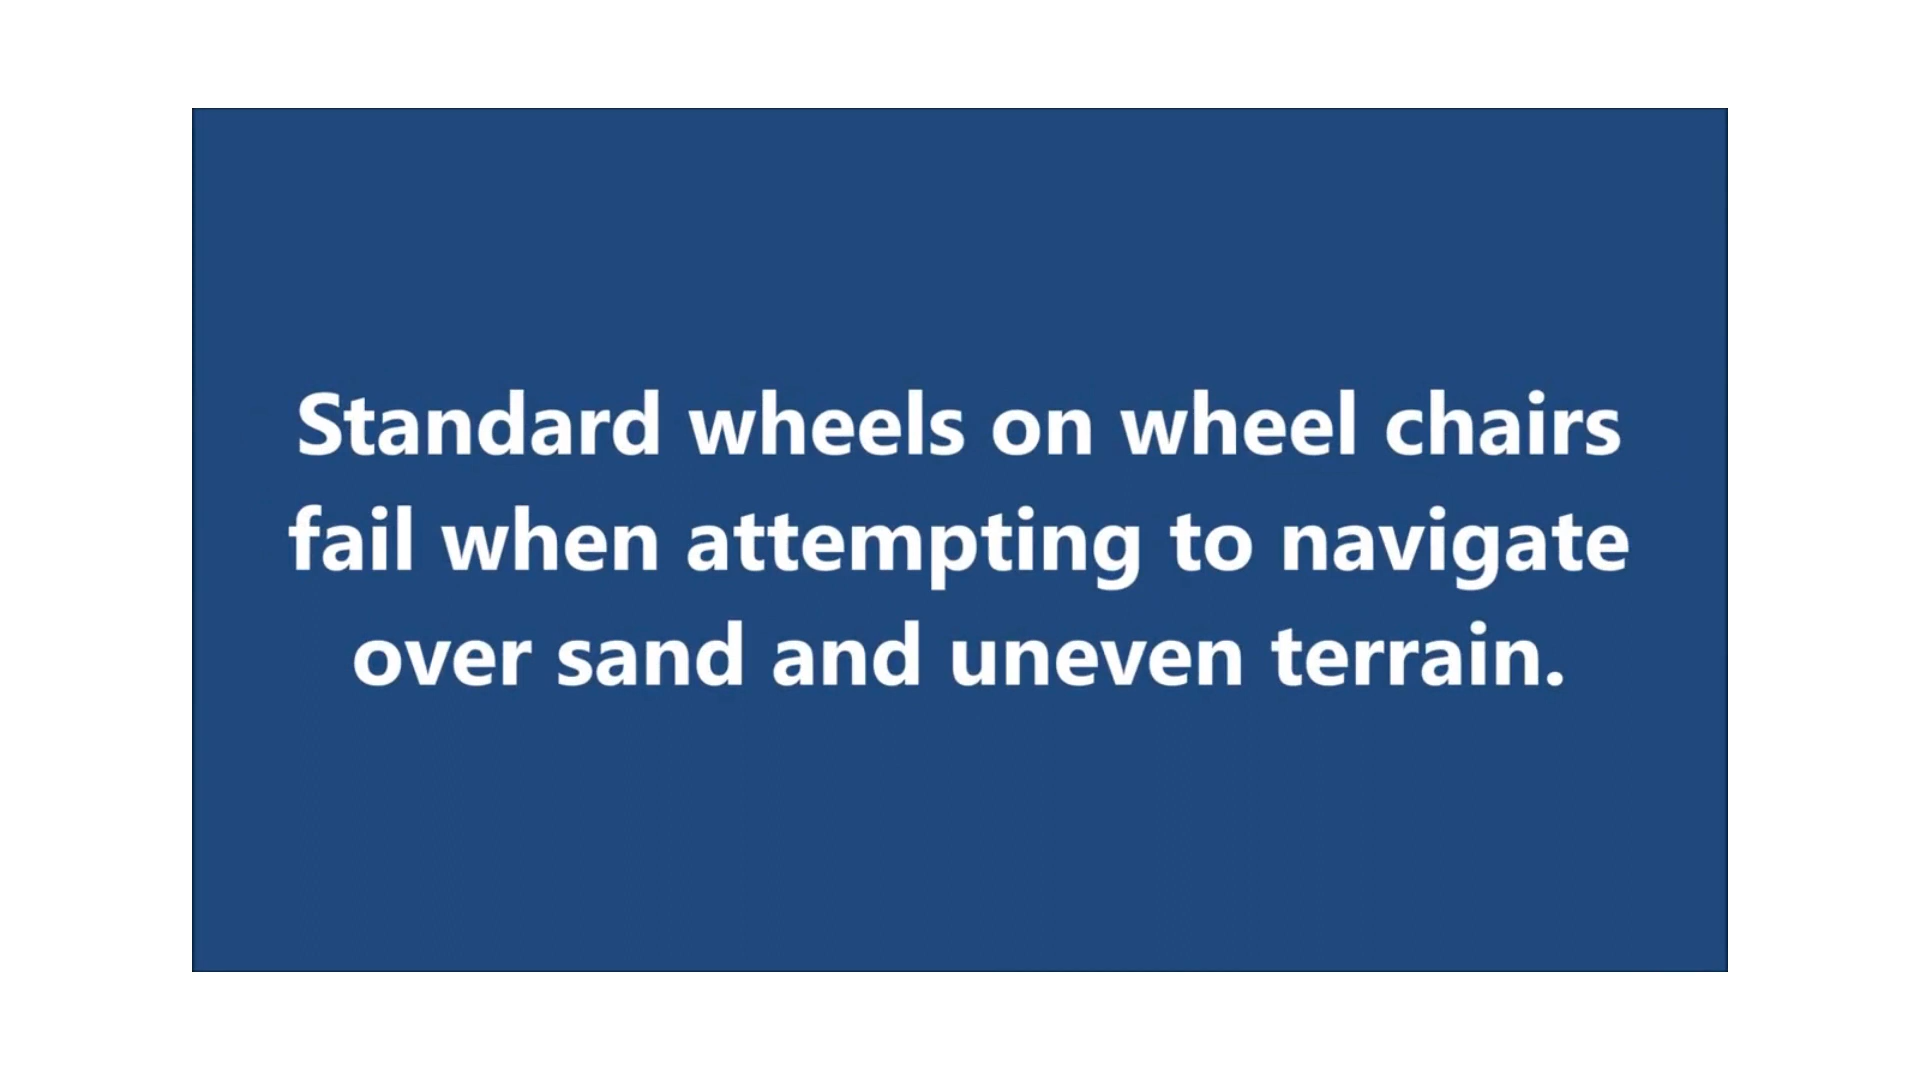 Standard wheels on wheel chairs
fail when attempting to navigate
over sand and uneven terrain.